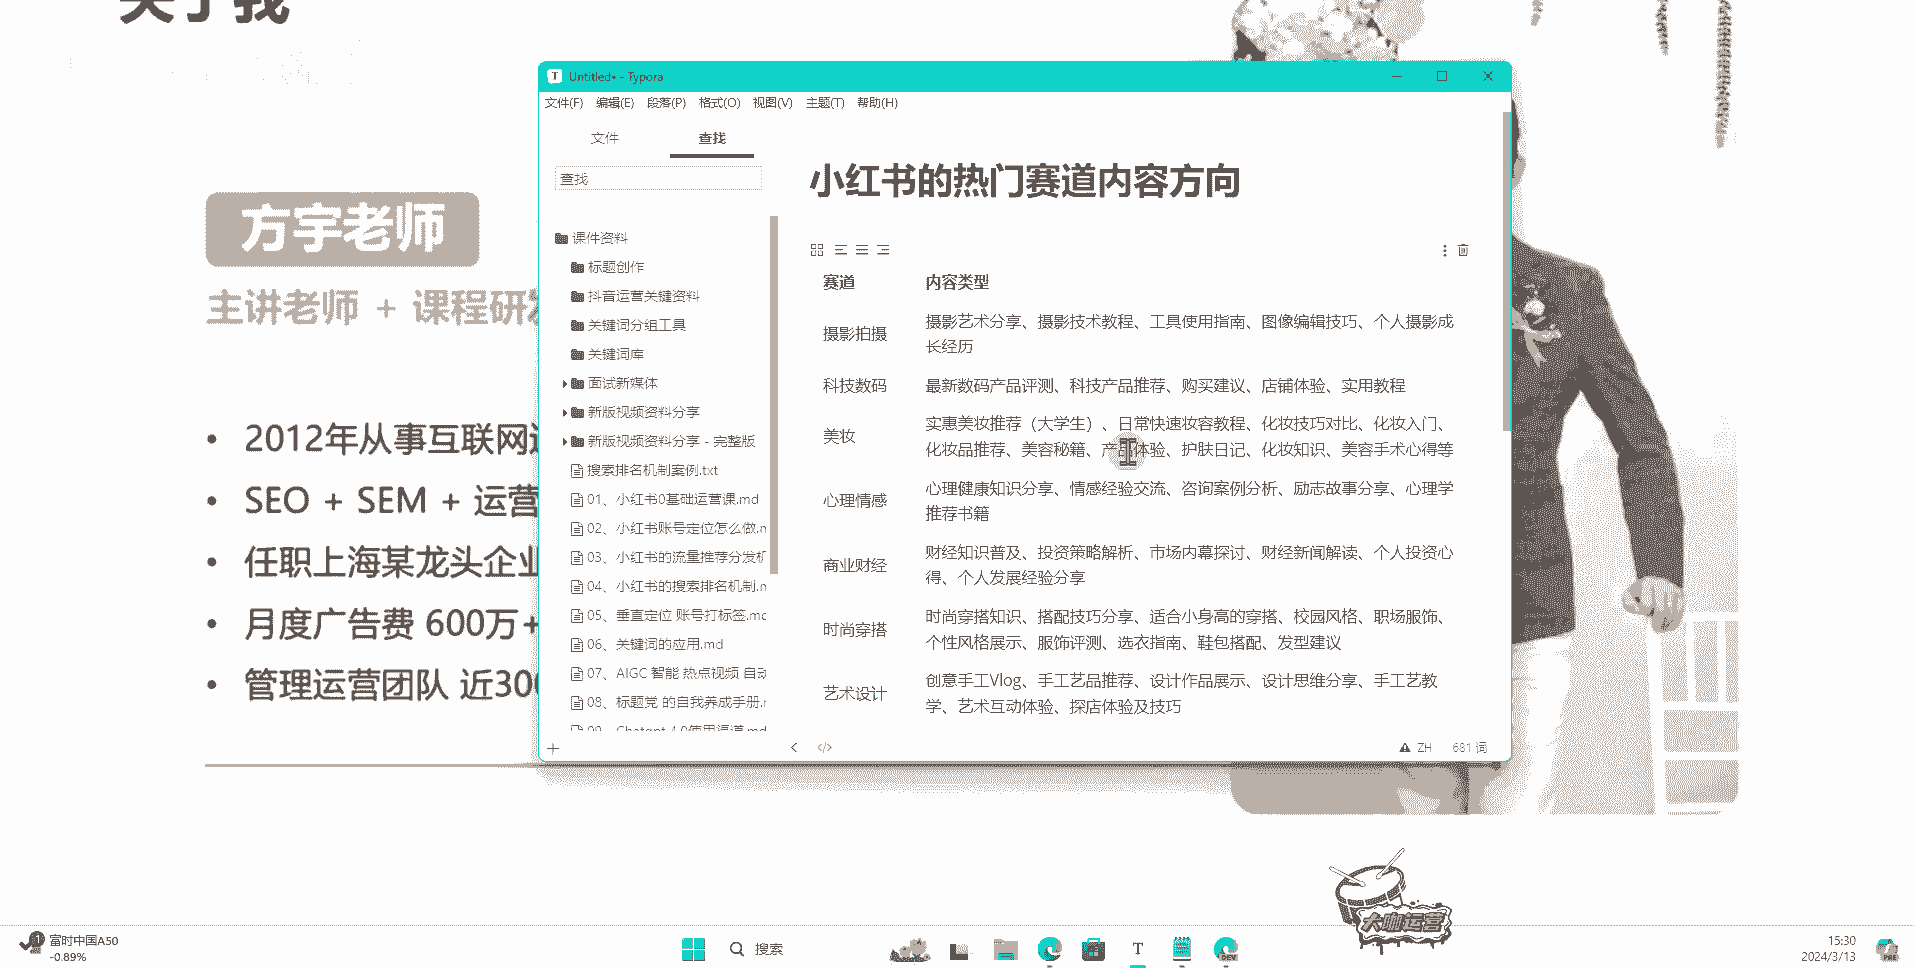 关于我
方宇老师
主讲老师 + 课程研发
2012年从事互联网
SEO + SEM + 运营
任职上海某龙头企业
月度广告费 600万+
管理运营团队 近300
Untitled• - Typora
文件(F) 编辑(E) 段落(P) 格式(O) 视图(V) 主题(T) 帮助(H)
文件 查找
查找
课件资料
标题创作
抖音运营关键资料
关键词分组工具
关键词库
面试新媒体
新版视频资料分享
新版视频资料分享 - 完整版
搜索排名机制案例.txt
01、小红书0基础运营课.md
02、小红书账号定位怎么做.m
03、小红书的流量推荐分发机
04、小红书的搜索排名机制.m
05、垂直定位 账号打标签.mc
06、关键词的应用.md
07、AIGC 智能 热点视频 自动
08、标题党 的自我养成手册.r
09、Chatgpt 4.0使用渠道.md
小红书的热门赛道内容方向
赛道 内容类型
摄影拍摄 摄影艺术分享、摄影技术教程、工具使用指南、图像编辑技巧、个人摄影成
长经历
科技数码 最新数码产品评测、科技产品推荐、购买建议、店铺体验、实用教程
美妆 实惠美妆推荐（大学生）、日常快速妆容教程、化妆技巧对比、化妆入门、
化妆品推荐、美容秘籍、产品体验、护肤日记、化妆知识、美容手术心得等
心理情感 心理健康知识分享、情感经验交流、咨询案例分析、励志故事分享、心理学
推荐书籍
商业财经 财经知识普及、投资策略解析、市场内幕探讨、财经新闻解读、个人投资心
得、个人发展经验分享
时尚穿搭 时尚穿搭知识、搭配技巧分享、适合小身高的穿搭、校园风格、职场服饰、
个性风格展示、服饰评测、选衣指南、鞋包搭配、发型建议
艺术设计 创意手工Vlog、手工艺品推荐、设计作品展示、设计思维分享、手工艺教
学、艺术互动体验、探店体验及技巧
ZH 681 词
大咖运营
富时中国A50
-0.89%
搜索
DEV
15:30
2024/3/13
PRE